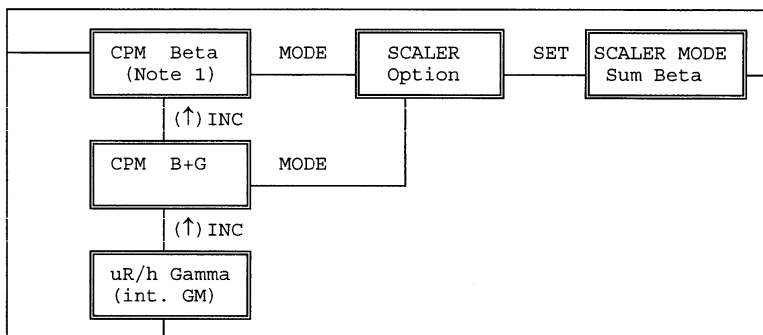 CPM Beta
(Note 1)
MODE
SCALER
Option
SET
SCALER MODE
Sum Beta
(↑) INC
CPM B+G
MODE
(↑) INC
uR/h Gamma
(int. GM)